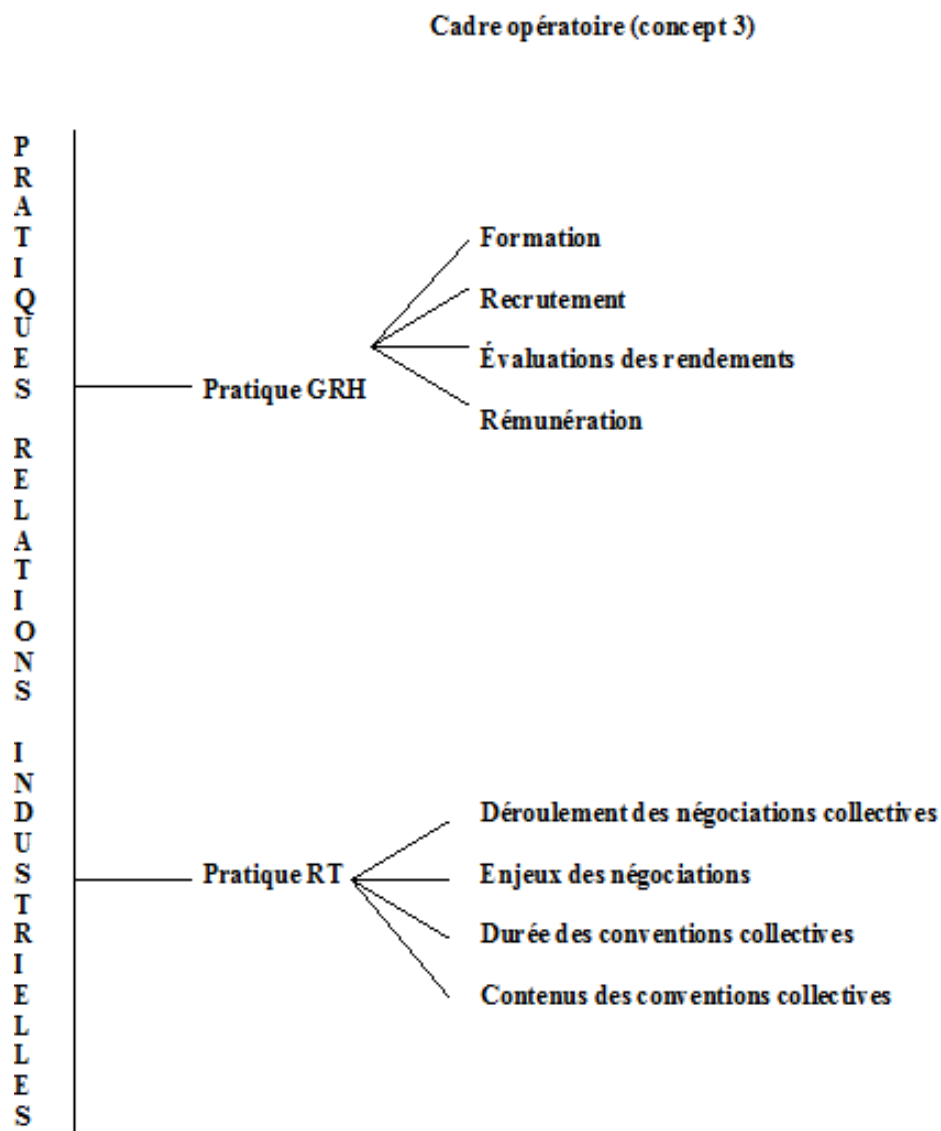 Cadre opératoire (concept 3)
PRATIQUES RELATIONS INDUSTRIELLES
Formation
Recrutement
Évaluations des rendements
Pratique GRH
Rémunération
Déroulement des négociations collectives
Pratique RT
Enjeux des négociations
Durée des conventions collectives
Contenus des conventions collectives